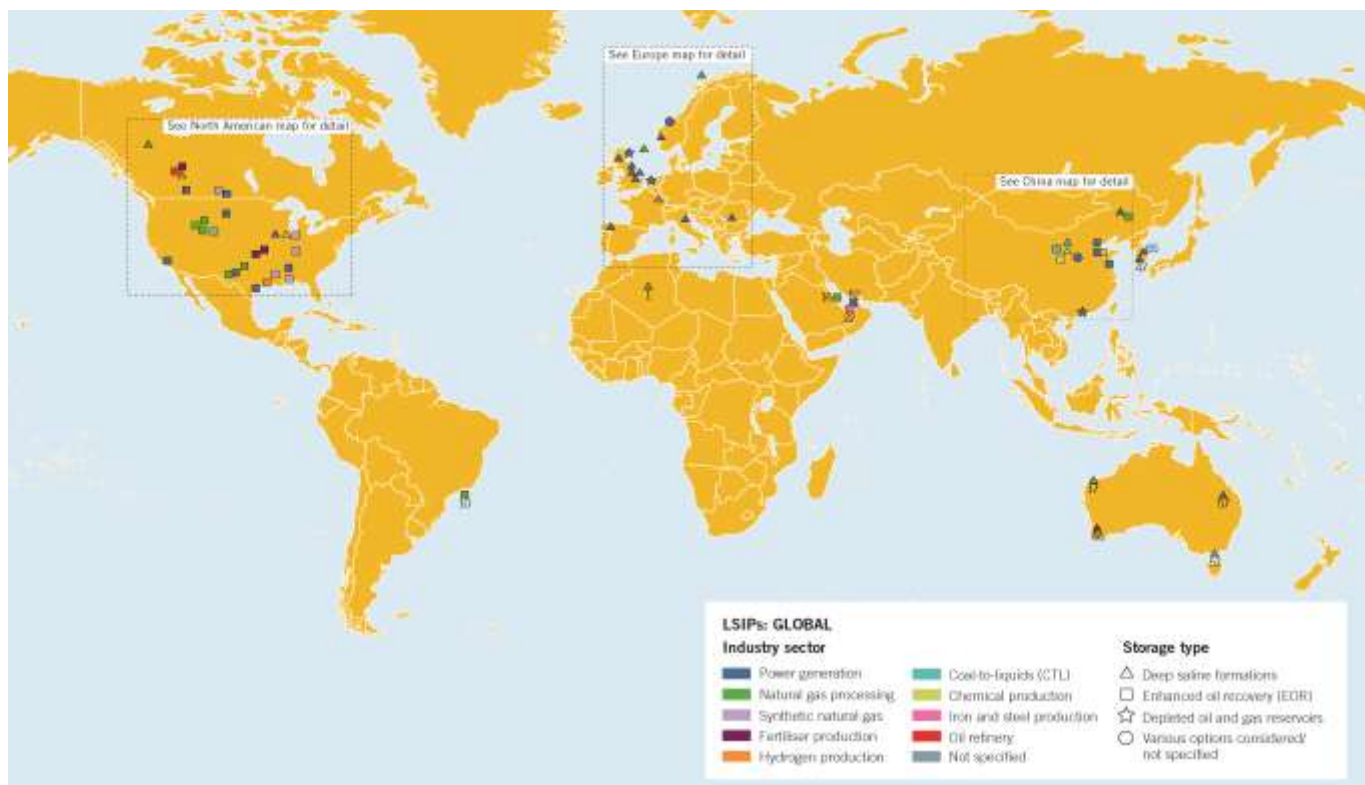 See Europe map for detail
See North American map for detail
See China map for detail
LSIPs: GLOBAL
Industry sector
Storage type
Power generation
Coal-to-liquids (CTL)
Deep saline formations
Natural gas processing
Chemical production
Enhanced oil recovery (EOR)
Synthetic natural gas
Iron and steel production
Depleted oil and gas reservoirs
Fertiliser production
Oil refinery
Various options considered/
not specified
Hydrogen production
Not specified